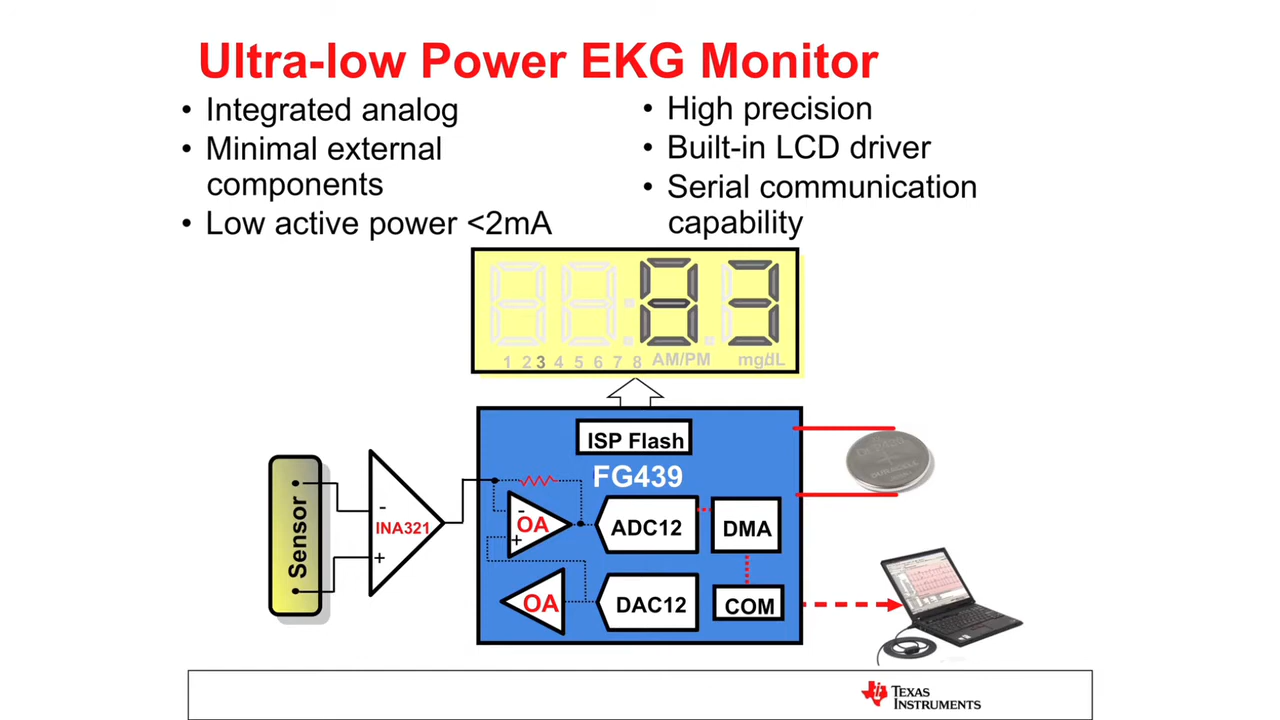 Ultra-low Power EKG Monitor
• Integrated analog
• Minimal external
components
• Low active power <2mA
• High precision
• Built-in LCD driver
• Serial communication
capability
83
1 2 3 4 5 6 7 8 AM/PM mg/dL
ISP Flash
FG439
Sensor
-
+
INA321
-
OA
+
ADC12
DMA
OA
DAC12
COM
DURACELL
TEXAS
INSTRUMENTS